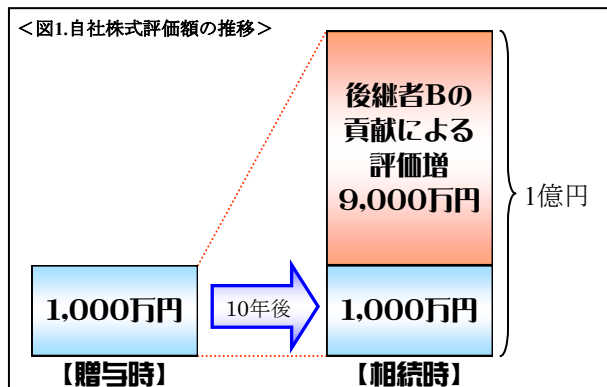 ＜図1.自社株式評価額の推移＞
後継者Bの
貢献による
評価増
9,000万円
1億円
1,000万円
10年後
1,000万円
【贈与時】
【相続時】